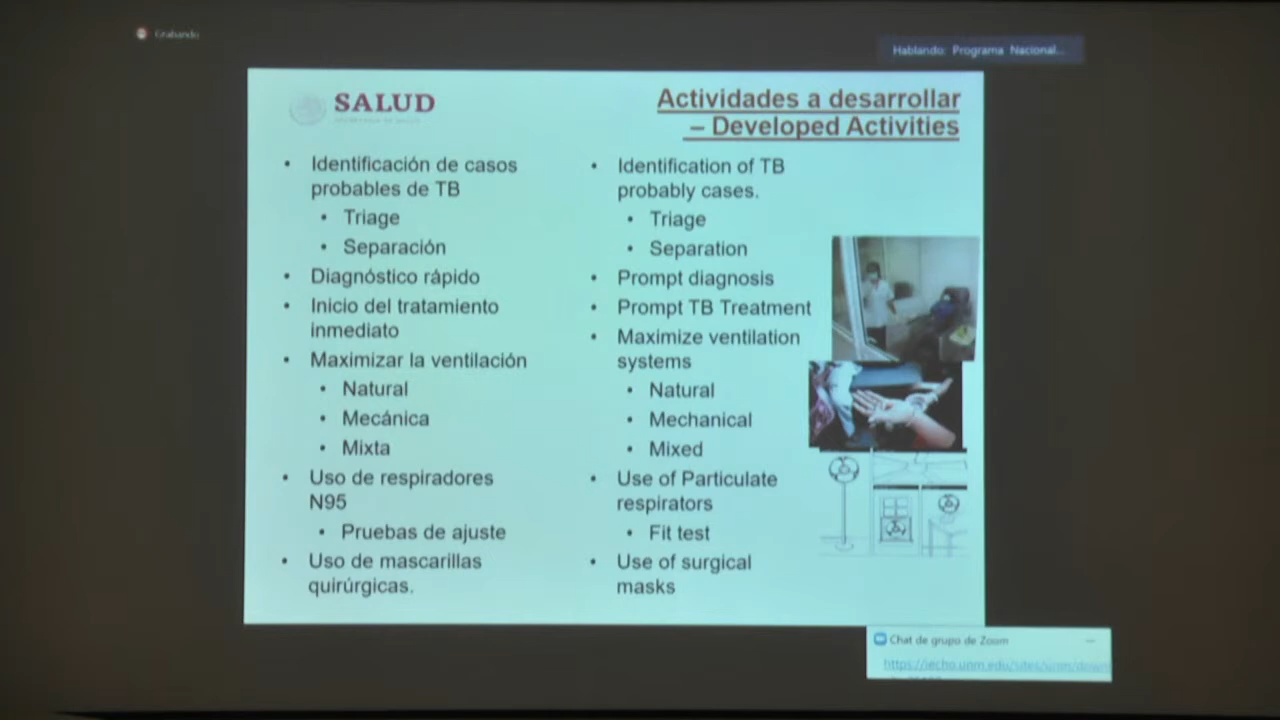 Grabando
Hablando: Programa Nacional...
SALUD
SECRETARÍA DE SALUD
Actividades a desarrollar
– Developed Activities
• Identificación de casos
probables de TB
• Triage
• Separación
• Diagnóstico rápido
• Inicio del tratamiento
inmediato
• Maximizar la ventilación
• Natural
• Mecánica
• Mixta
• Uso de respiradores
N95
• Pruebas de ajuste
• Uso de mascarillas
quirúrgicas.
• Identification of TB
probably cases.
• Triage
• Separation
• Prompt diagnosis
• Prompt TB Treatment
• Maximize ventilation
systems
• Natural
• Mechanical
• Mixed
• Use of Particulate
respirators
• Fit test
• Use of surgical
masks
Chat de grupo de Zoom